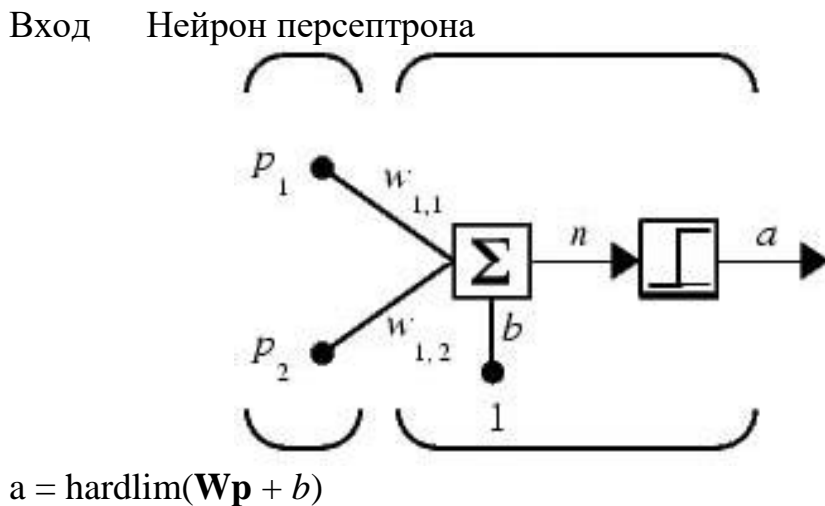 Вход Нейрон персептрона
p1
w1,1
Σ
n
a
p2
w1,2
b
1
a = hardlim(Wp + b)